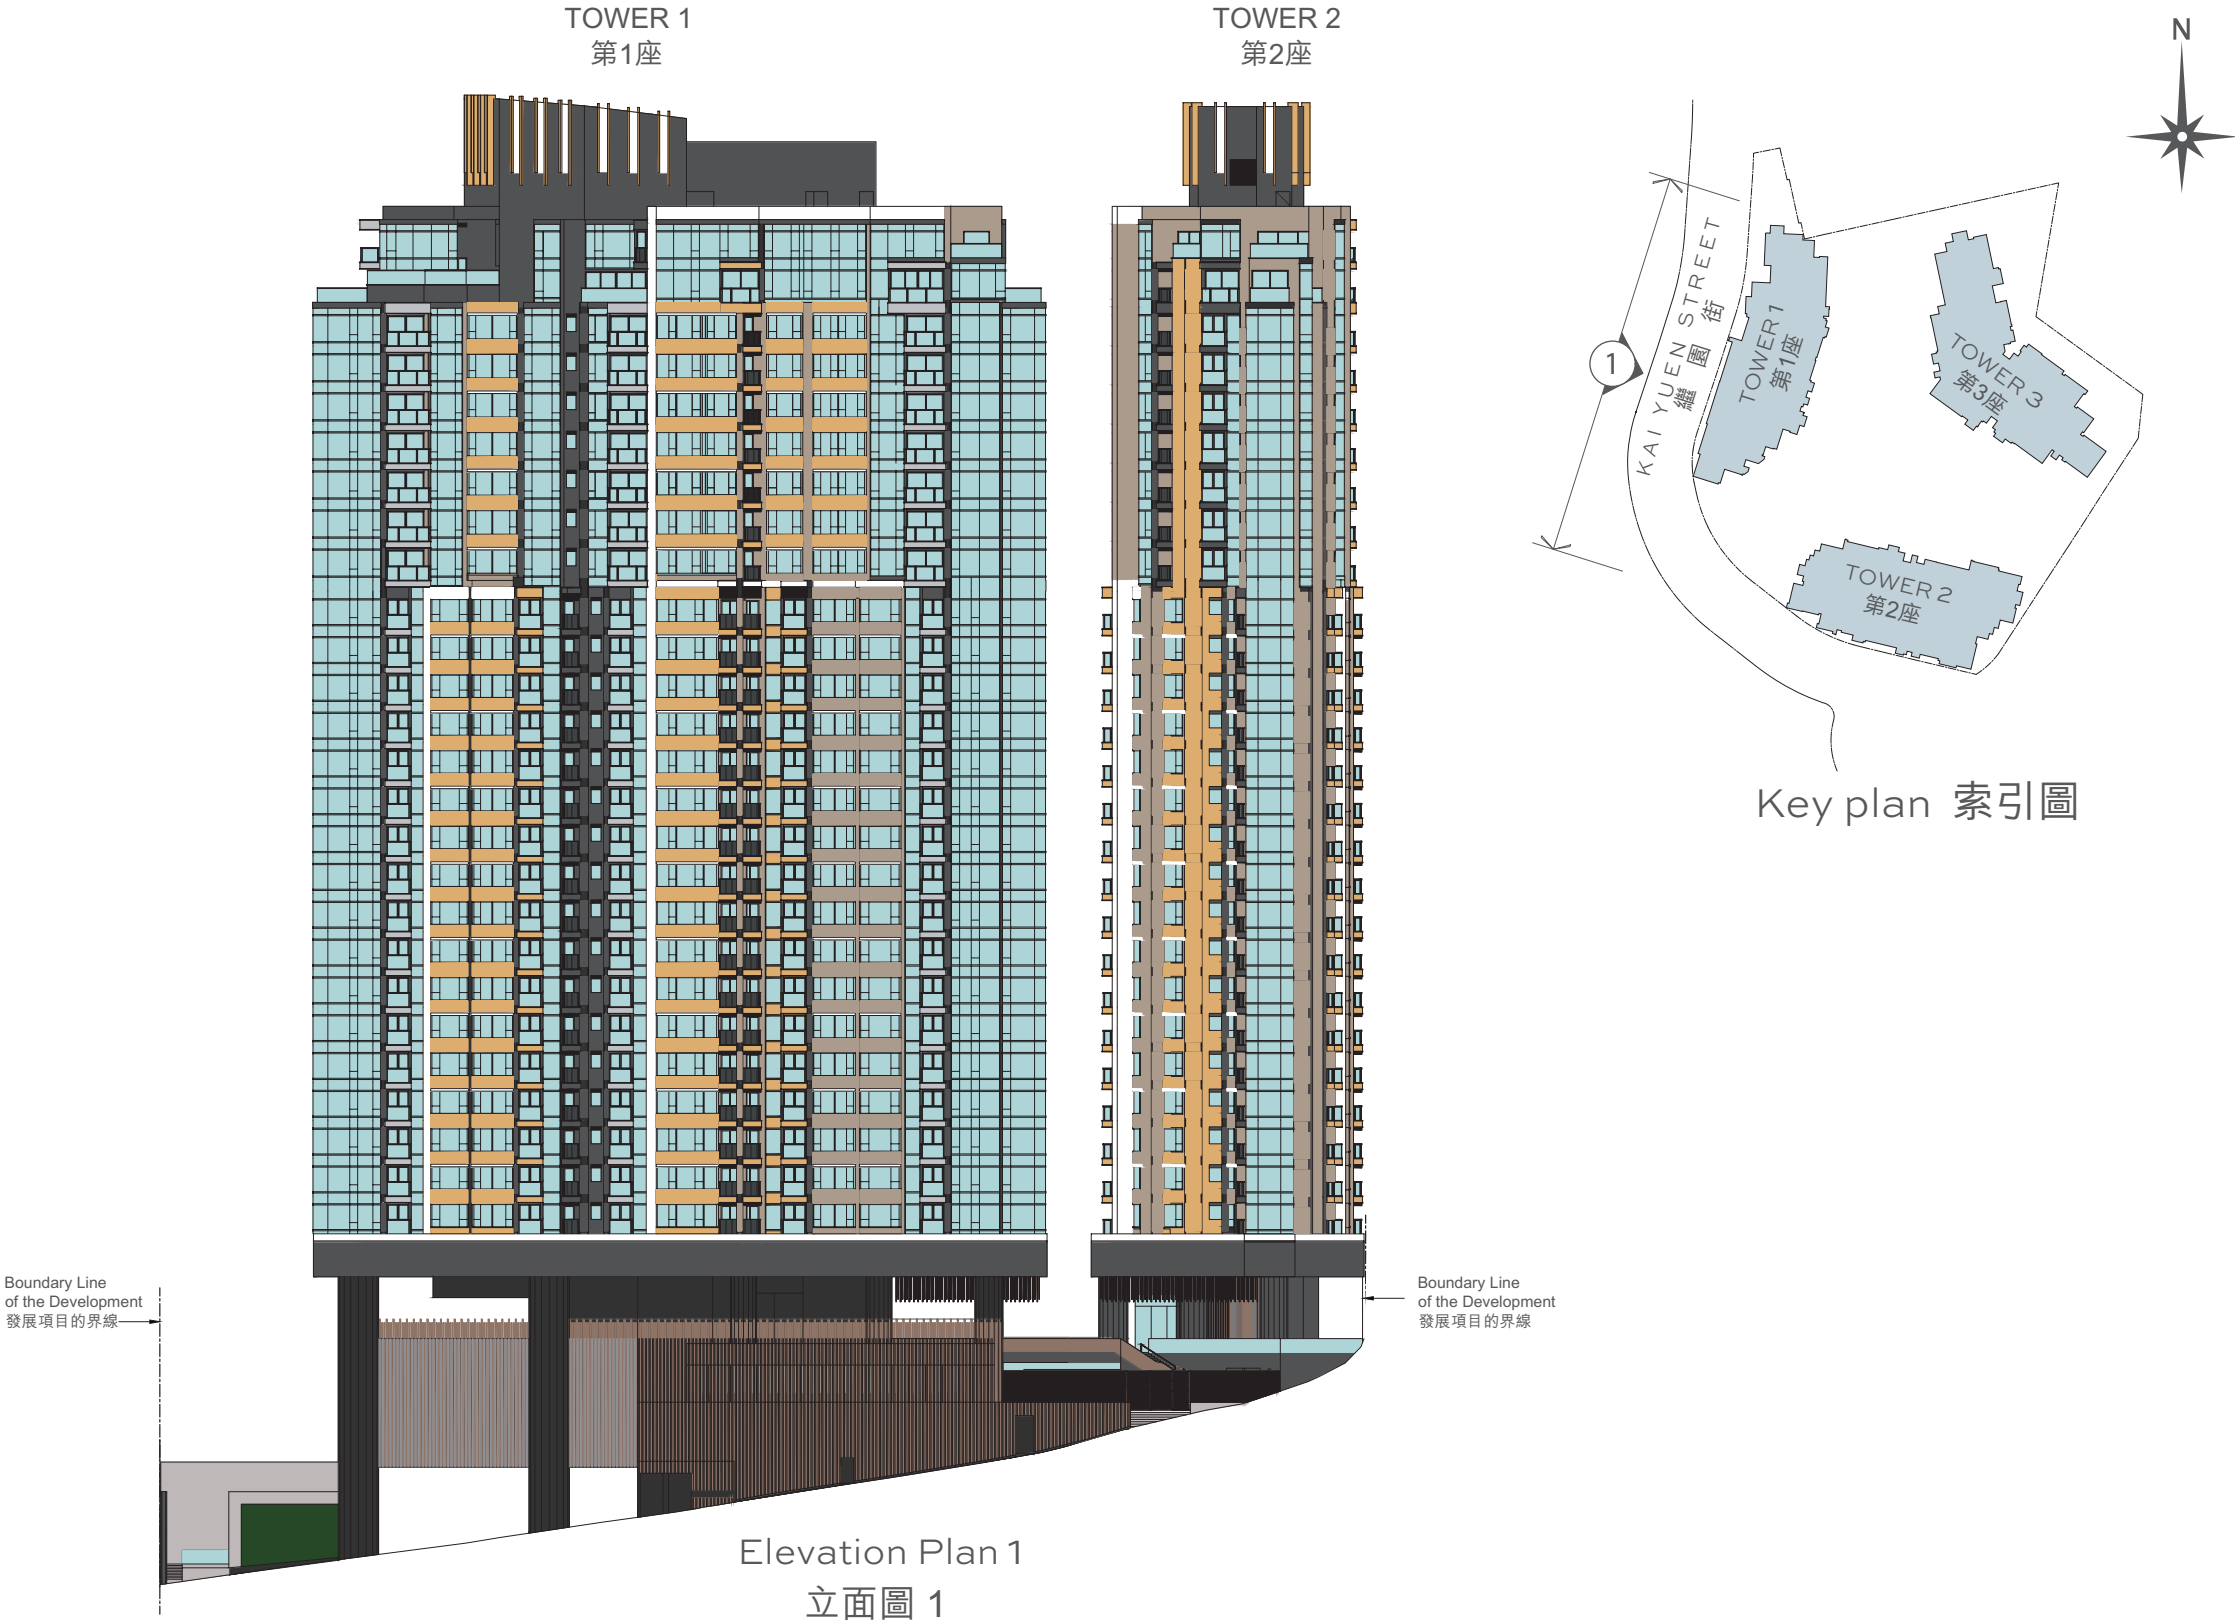 TOWER 1
第1座
TOWER 2
第2座
N
KAI YUEN STREET
繼園街
1
TOWER 1
第1座
TOWER 3
第3座
TOWER 2
第2座
Key plan 索引圖
Boundary Line
of the Development
發展項目的界線
Boundary Line
of the Development
發展項目的界線
Elevation Plan 1
立面圖 1